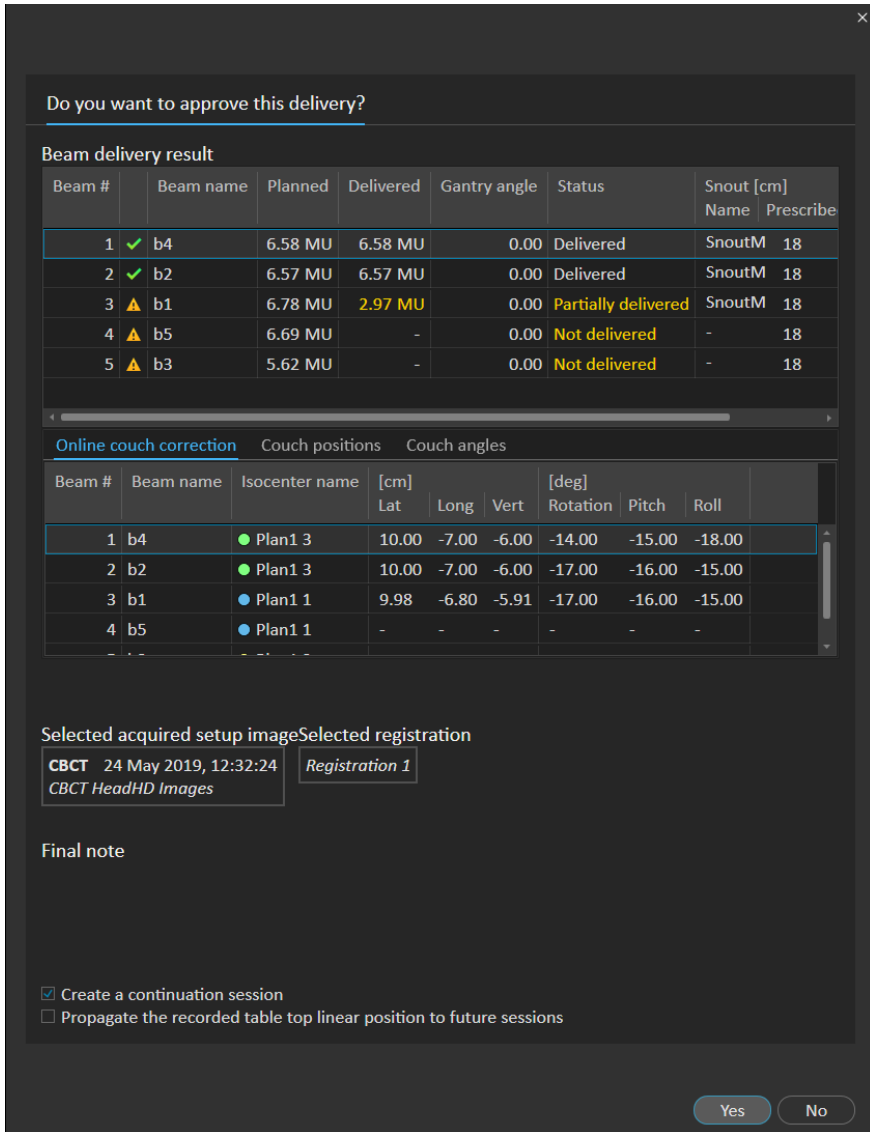 Do you want to approve this delivery?
Beam delivery result
Beam # Beam name Planned Delivered Gantry angle Status Snout [cm]
Name Prescribe
1 b4 6.58 MU 6.58 MU 0.00 Delivered SnoutM 18
2 b2 6.57 MU 6.57 MU 0.00 Delivered SnoutM 18
3 b1 6.78 MU 2.97 MU 0.00 Partially delivered SnoutM 18
4 b5 6.69 MU - 0.00 Not delivered - 18
5 b3 5.62 MU - 0.00 Not delivered - 18
Online couch correction Couch positions Couch angles
Beam # Beam name Isocenter name [cm] [deg]
Lat Long Vert Rotation Pitch Roll
1 b4 Plan1 3 10.00 -7.00 -6.00 -14.00 -15.00 -18.00
2 b2 Plan1 3 10.00 -7.00 -6.00 -17.00 -16.00 -15.00
3 b1 Plan1 1 9.98 -6.80 -5.91 -17.00 -16.00 -15.00
4 b5 Plan1 1 - - - - - -
Selected acquired setup imageSelected registration
CBCT 24 May 2019, 12:32:24 Registration 1
CBCT HeadHD Images
Final note
Create a continuation session
Propagate the recorded table top linear position to future sessions
Yes No